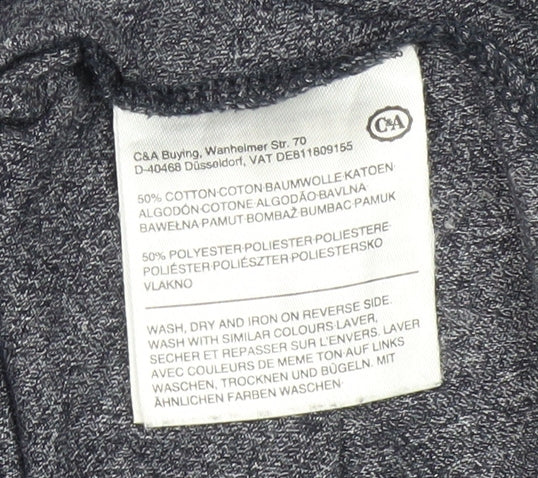 C&A
C&A Buying, Wanheimer Str. 70
D-40468 Düsseldorf, VAT DE811809155
50% COTTON·COTON·BAUMWOLLE·KATOEN·
ALGODÓN·COTONE·ALGODÃO·BAVLNA·
BAWEŁNA·PAMUT·BOMBAŽ·BUMBAC·PAMUK
50% POLYESTER·POLIESTER·POLIESTERE·
POLIÉSTER·POLIÉSZTER·POLIESTERSKO
VLAKNO
WASH, DRY AND IRON ON REVERSE SIDE.
WASH WITH SIMILAR COLOURS·LAVER,
SECHER ET REPASSER SUR L'ENVERS. LAVER
AVEC COULEURS DE MEME TON·AUF LINKS
WASCHEN, TROCKNEN UND BÜGELN. MIT
ÄHNLICHEN FARBEN WASCHEN·